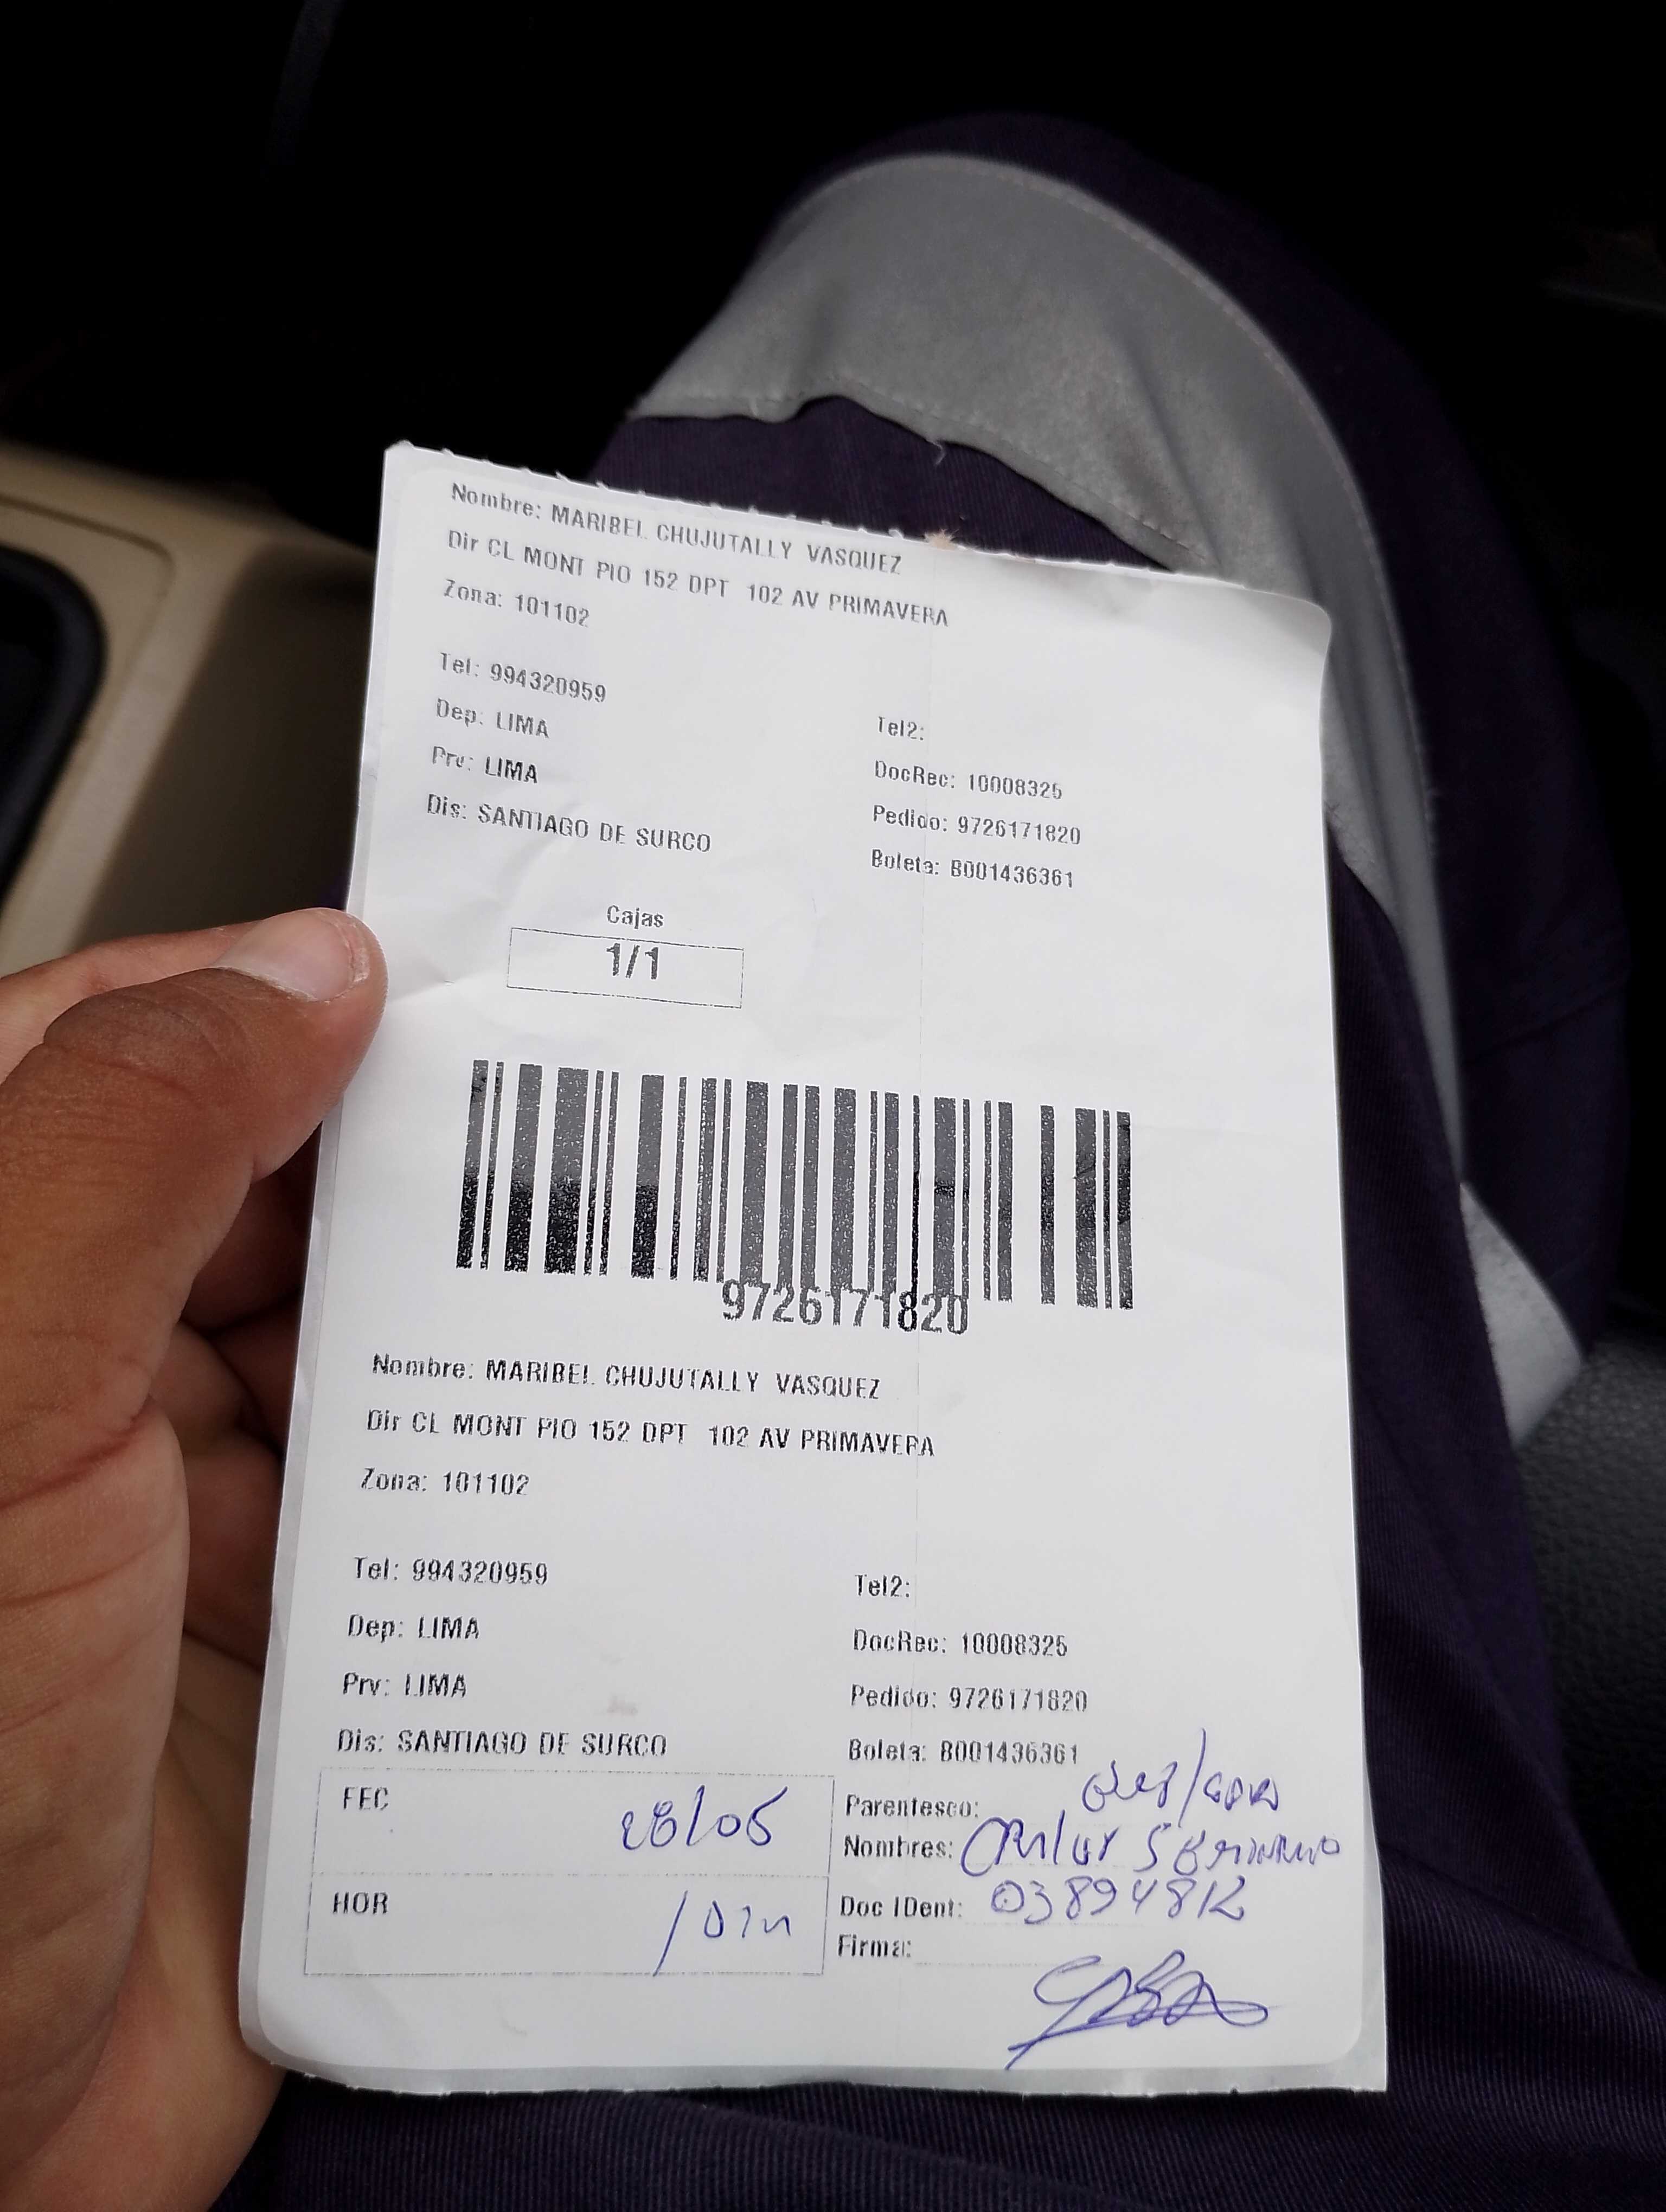 Nombre: MARIBEL CHUJUTALLY VASQUEZ
Dir CL MONT PIO 152 DPT 102 AV PRIMAVERA
Zona: 101102
Tel: 994320959
Tel2:
Dep: LIMA
DocRec: 10008325
Prv: LIMA
Pedido: 9726171820
Dis: SANTIAGO DE SURCO
Boleta: B001436361
Cajas
1/1
9726171820
Nombre: MARIBEL CHUJUTALLY VASQUEZ
Dir CL MONT PIO 152 DPT 102 AV PRIMAVERA
Zona: 101102
Tel: 994320959
Tel2:
Dep: LIMA
DocRec: 10008325
Prv: LIMA
Pedido: 9726171820
Dis: SANTIAGO DE SURCO
Boleta: B001436361
FEC 28/05
Parentesco:
Nombres:
HOR
Doc IDent:
Firma: